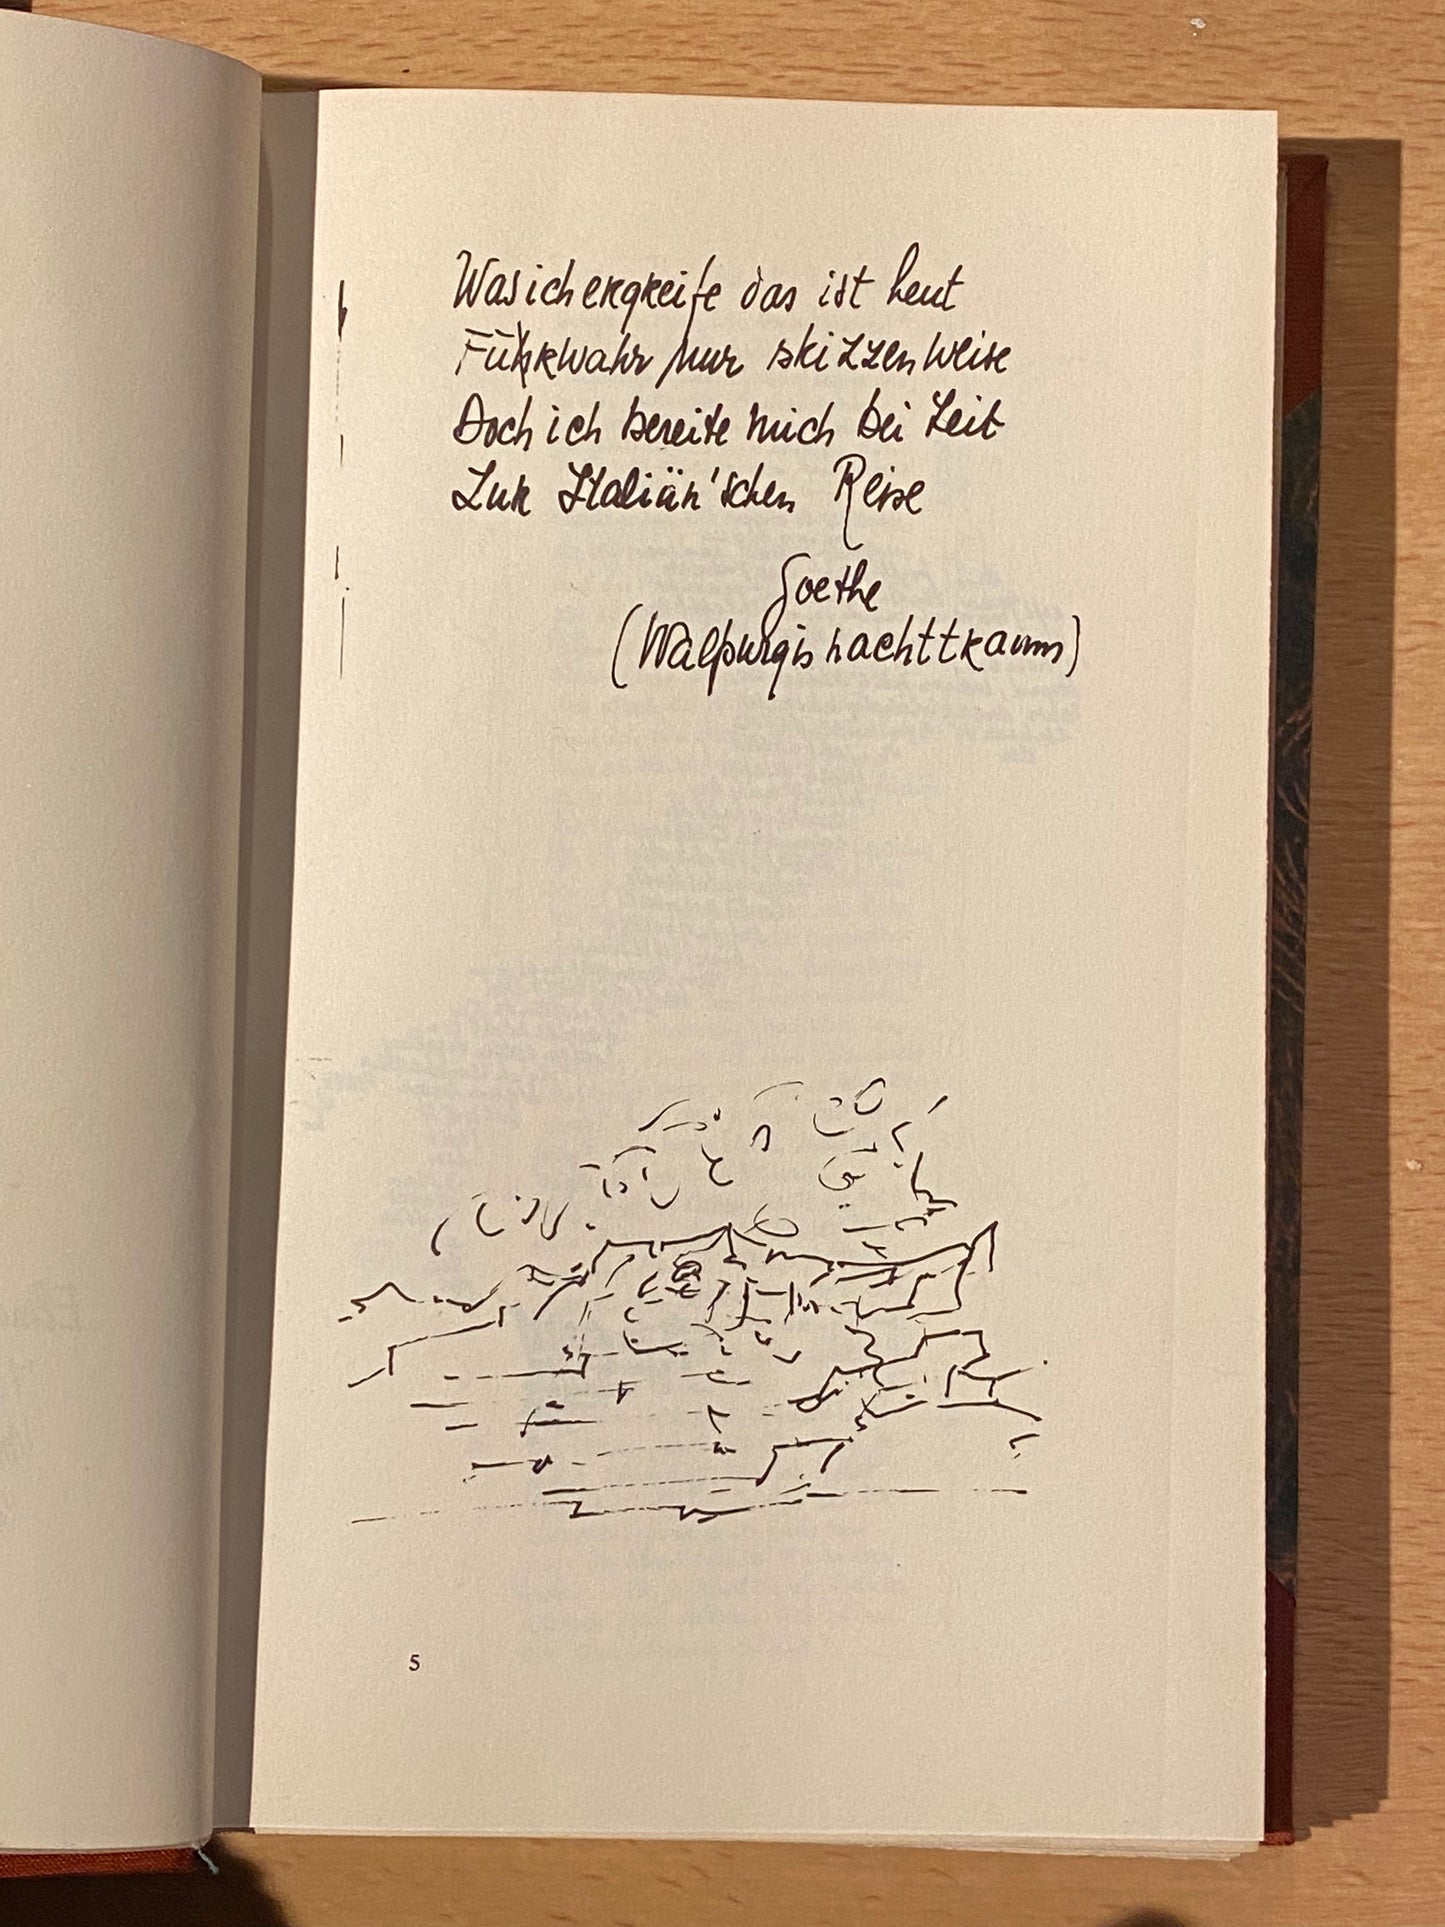 Was ich ergreife das ist heut
Fürwahr nur skizzenweise
Doch ich bereite mich bei Zeit
Zur Italiän'schen Reise
Goethe
(Walpurgisnachttraum)
5